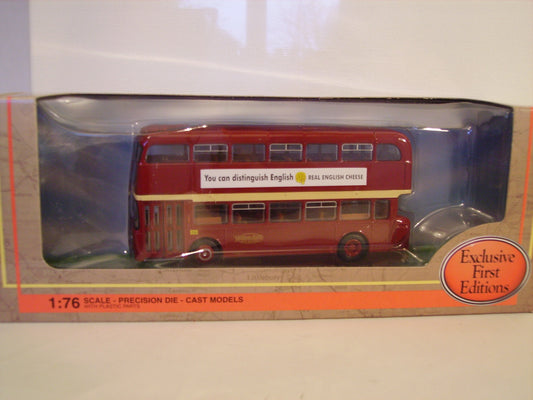 You can distinguish English REAL ENGLISH CHEESE
Exclusive
First
Editions
1:76 SCALE - PRECISION DIE - CAST MODELS
WITH PLASTIC PARTS